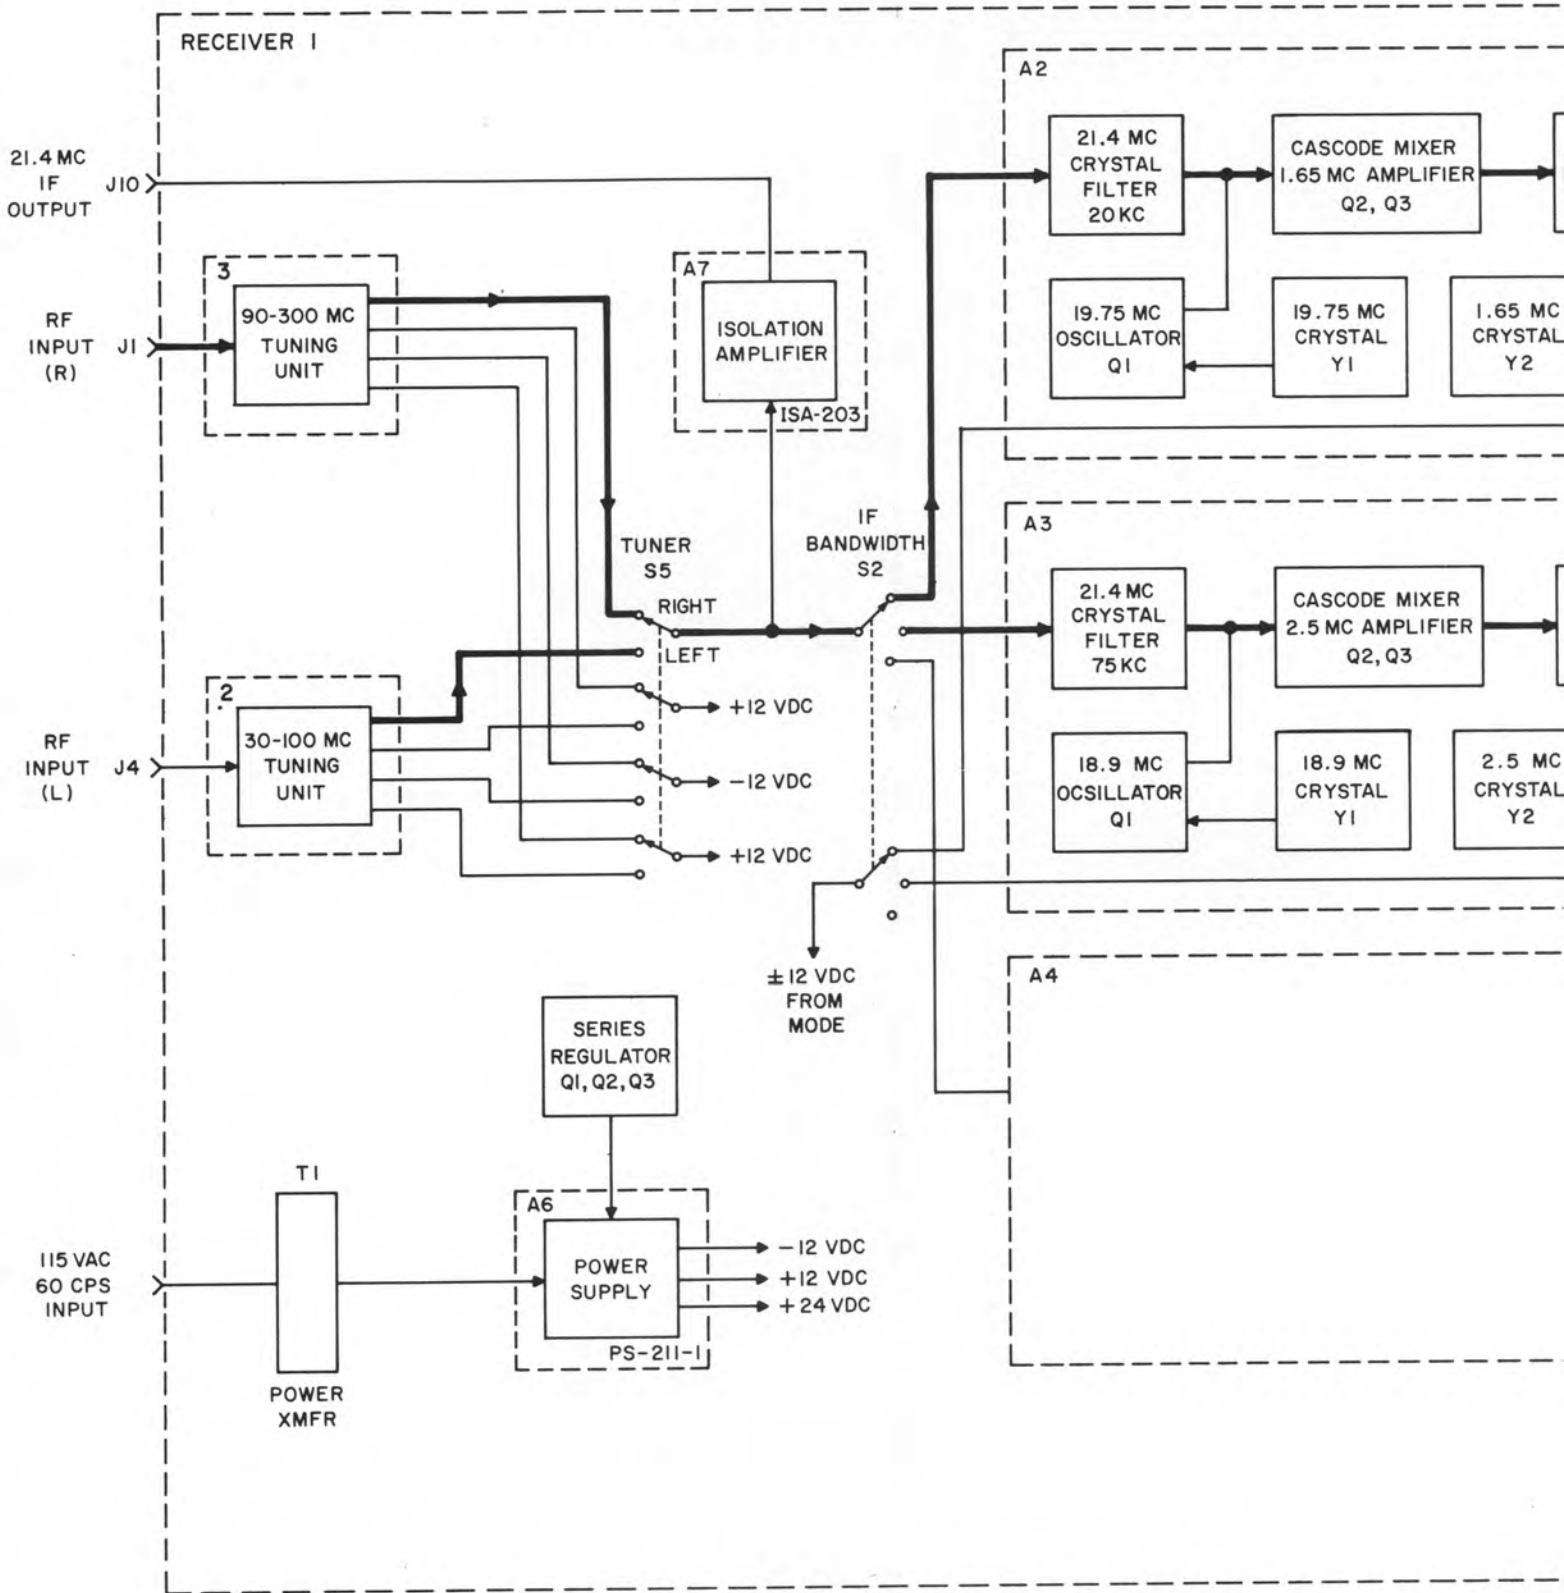 RECEIVER 1
A2
21.4 MC
IF
OUTPUT
J10
21.4 MC
CRYSTAL
FILTER
20 KC
CASCODE MIXER
1.65 MC AMPLIFIER
Q2, Q3
3
90-300 MC
TUNING
UNIT
RF
INPUT
(R)
J1
A7
ISOLATION
AMPLIFIER
ISA-203
19.75 MC
OSCILLATOR
Q1
19.75 MC
CRYSTAL
Y1
1.65 MC
CRYSTAL
Y2
TUNER
S5
RIGHT
LEFT
IF
BANDWIDTH
S2
A3
21.4 MC
CRYSTAL
FILTER
75 KC
CASCODE MIXER
2.5 MC AMPLIFIER
Q2, Q3
2
30-100 MC
TUNING
UNIT
RF
INPUT
(L)
J4
+12 VDC
-12 VDC
+12 VDC
18.9 MC
OCSILLATOR
Q1
18.9 MC
CRYSTAL
Y1
2.5 MC
CRYSTAL
Y2
±12 VDC
FROM
MODE
A4
SERIES
REGULATOR
Q1, Q2, Q3
T1
POWER
XMFR
115 VAC
60 CPS
INPUT
A6
POWER
SUPPLY
PS-211-1
-12 VDC
+12 VDC
+24 VDC